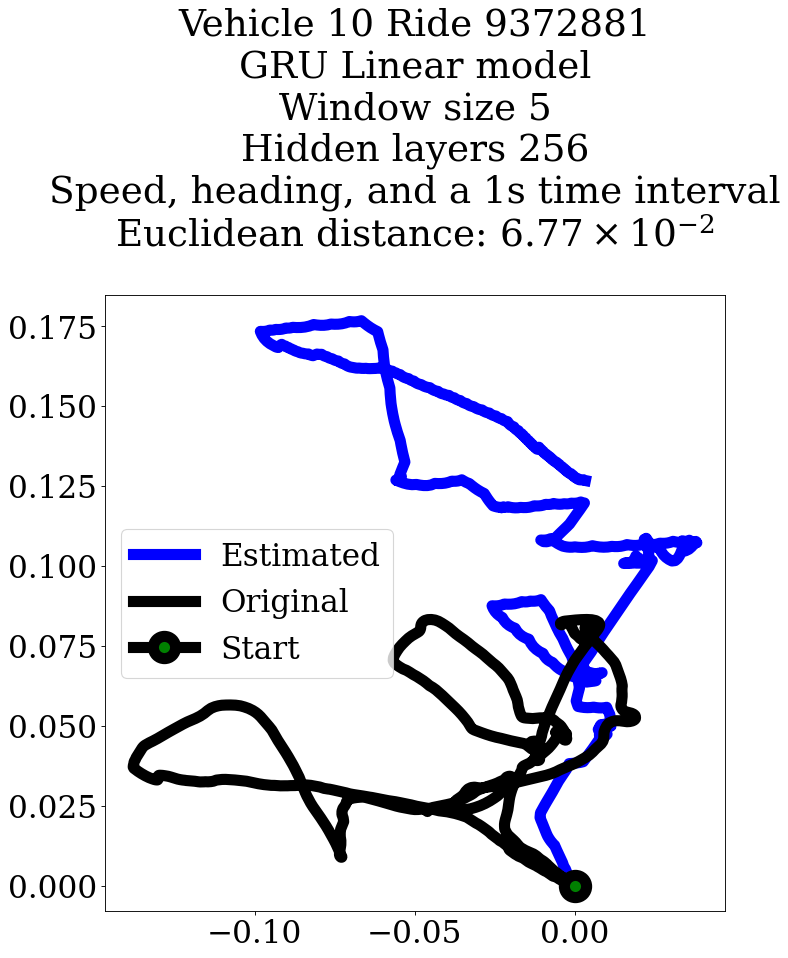 Vehicle 10 Ride 9372881
GRU Linear model
Window size 5
Hidden layers 256
Speed, heading, and a 1s time interval
Euclidean distance: 6.77 × 10⁻²
0.175
0.150
0.125
0.100
0.075
0.050
0.025
0.000
Estimated
Original
Start
−0.10
−0.05
0.00